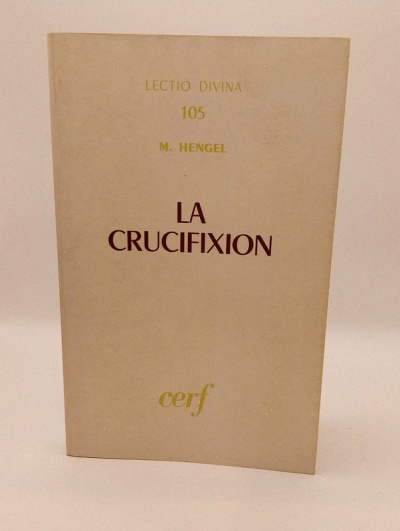 LECTIO DIVINA
105
M. HENGEL
LA
CRUCIFIXION
cerf